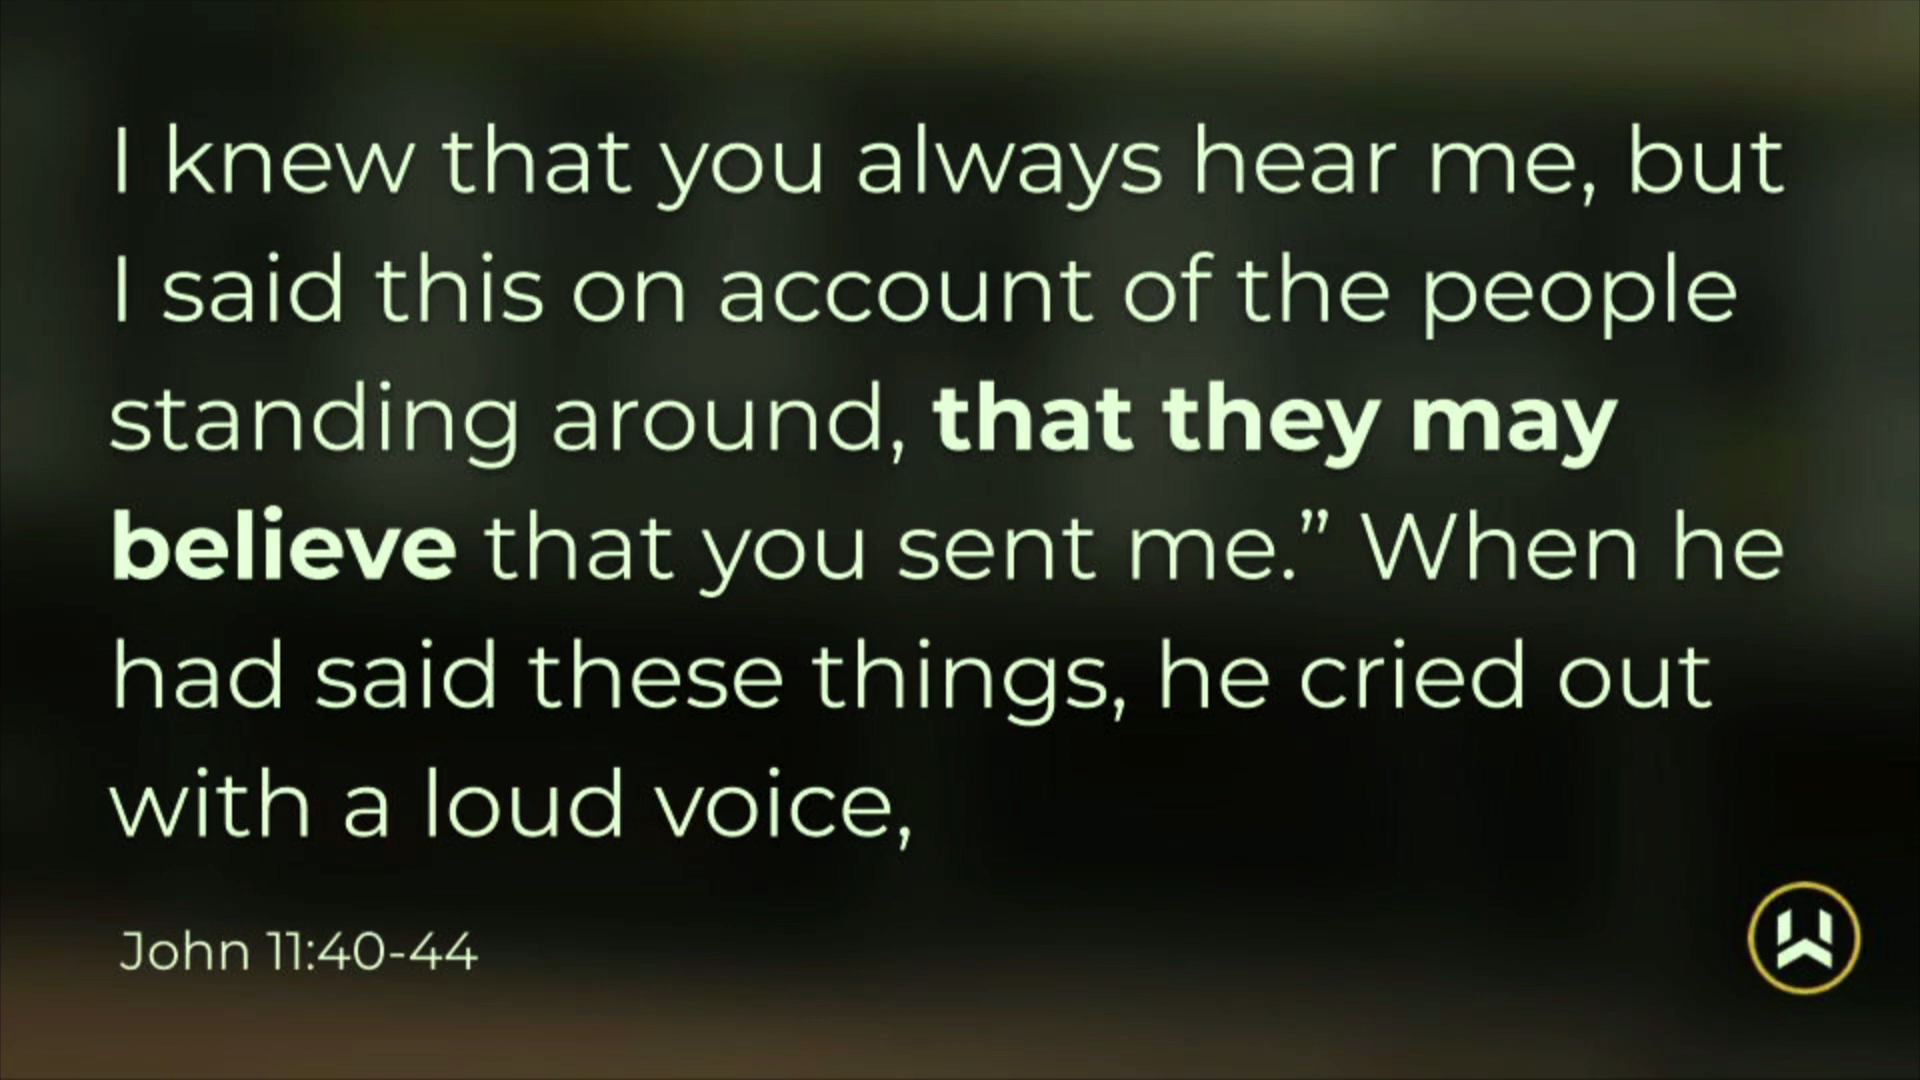 I knew that you always hear me, but
I said this on account of the people
standing around, that they may
believe that you sent me.” When he
had said these things, he cried out
with a loud voice,
John 11:40-44